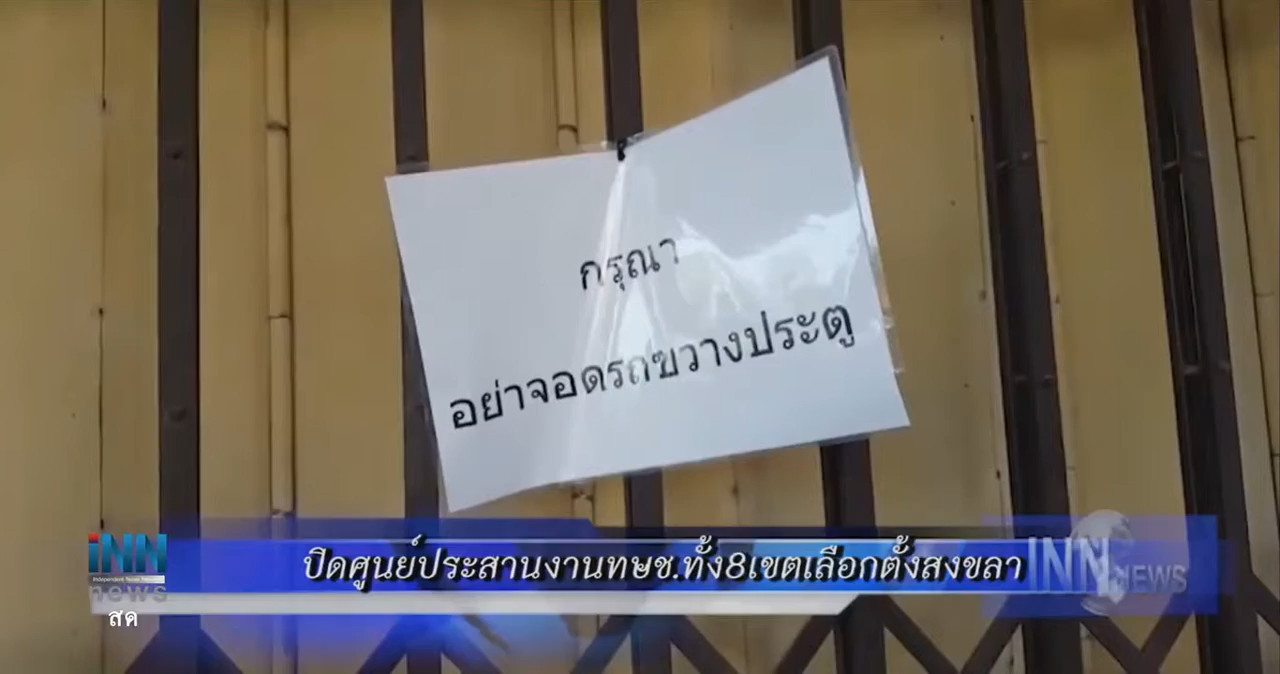 กรุณา
อย่าจอดรถขวางประตู
ปิดศูนย์ประสานงานทษช.ทั้ง8เขตเลือกตั้งสงขลา
iNN
Independent News Network
news
สด
INN NEWS